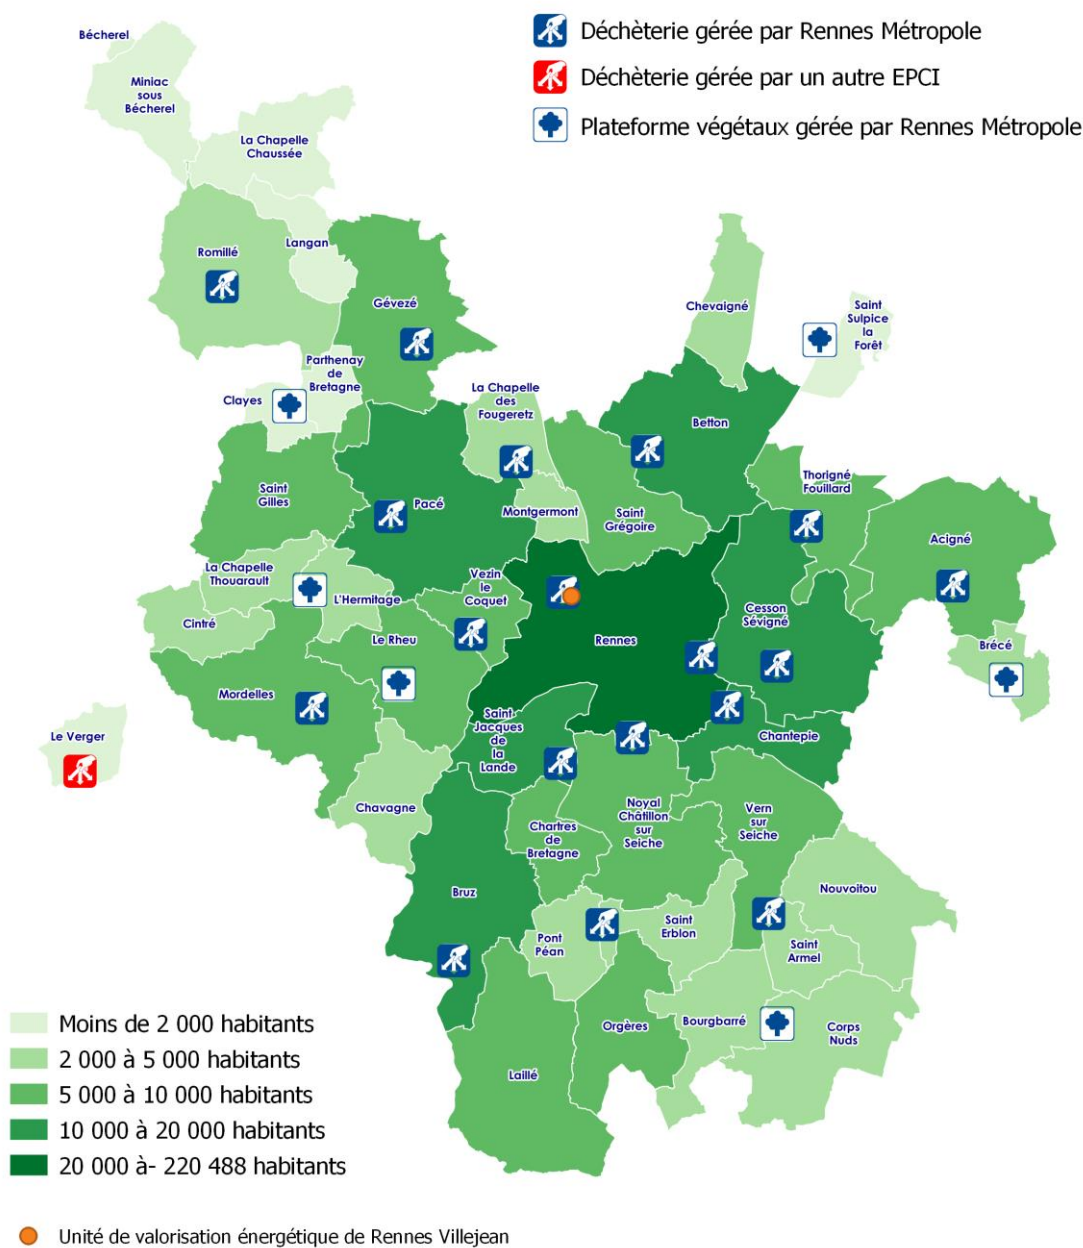 Déchèterie gérée par Rennes Métropole
Déchèterie gérée par un autre EPCI
Plateforme végétaux gérée par Rennes Métropole
Bécherel
Miniac
sous
Bécherel
La Chapelle
Chaussée
Langan
Romillé
Gévezé
Chevaigné
Saint
Sulpice
la
Forêt
Parthenay
de
Bretagne
Clayes
La Chapelle
des
Fougeretz
Betton
Saint
Gilles
Pacé
Montgermont
Saint
Grégoire
Thorigné
Fouillard
Acigné
La Chapelle
Thouarault
L'Hermitage
Vezin
le
Coquet
Cintré
Le Rheu
Rennes
Cesson
Sévigné
Brécé
Mordelles
Le Verger
Saint
Jacques
de
la
Lande
Chantepie
Chavagne
Chartres
de
Bretagne
Noyal
Châtillon
sur
Seiche
Vern
sur
Seiche
Bruz
Nouvoitou
Pont
Péan
Saint
Erblon
Saint
Armel
Orgères
Bourgbarré
Corps
Nuds
Laillé
Moins de 2 000 habitants
2 000 à 5 000 habitants
5 000 à 10 000 habitants
10 000 à 20 000 habitants
20 000 à- 220 488 habitants
Unité de valorisation énergétique de Rennes Villejean